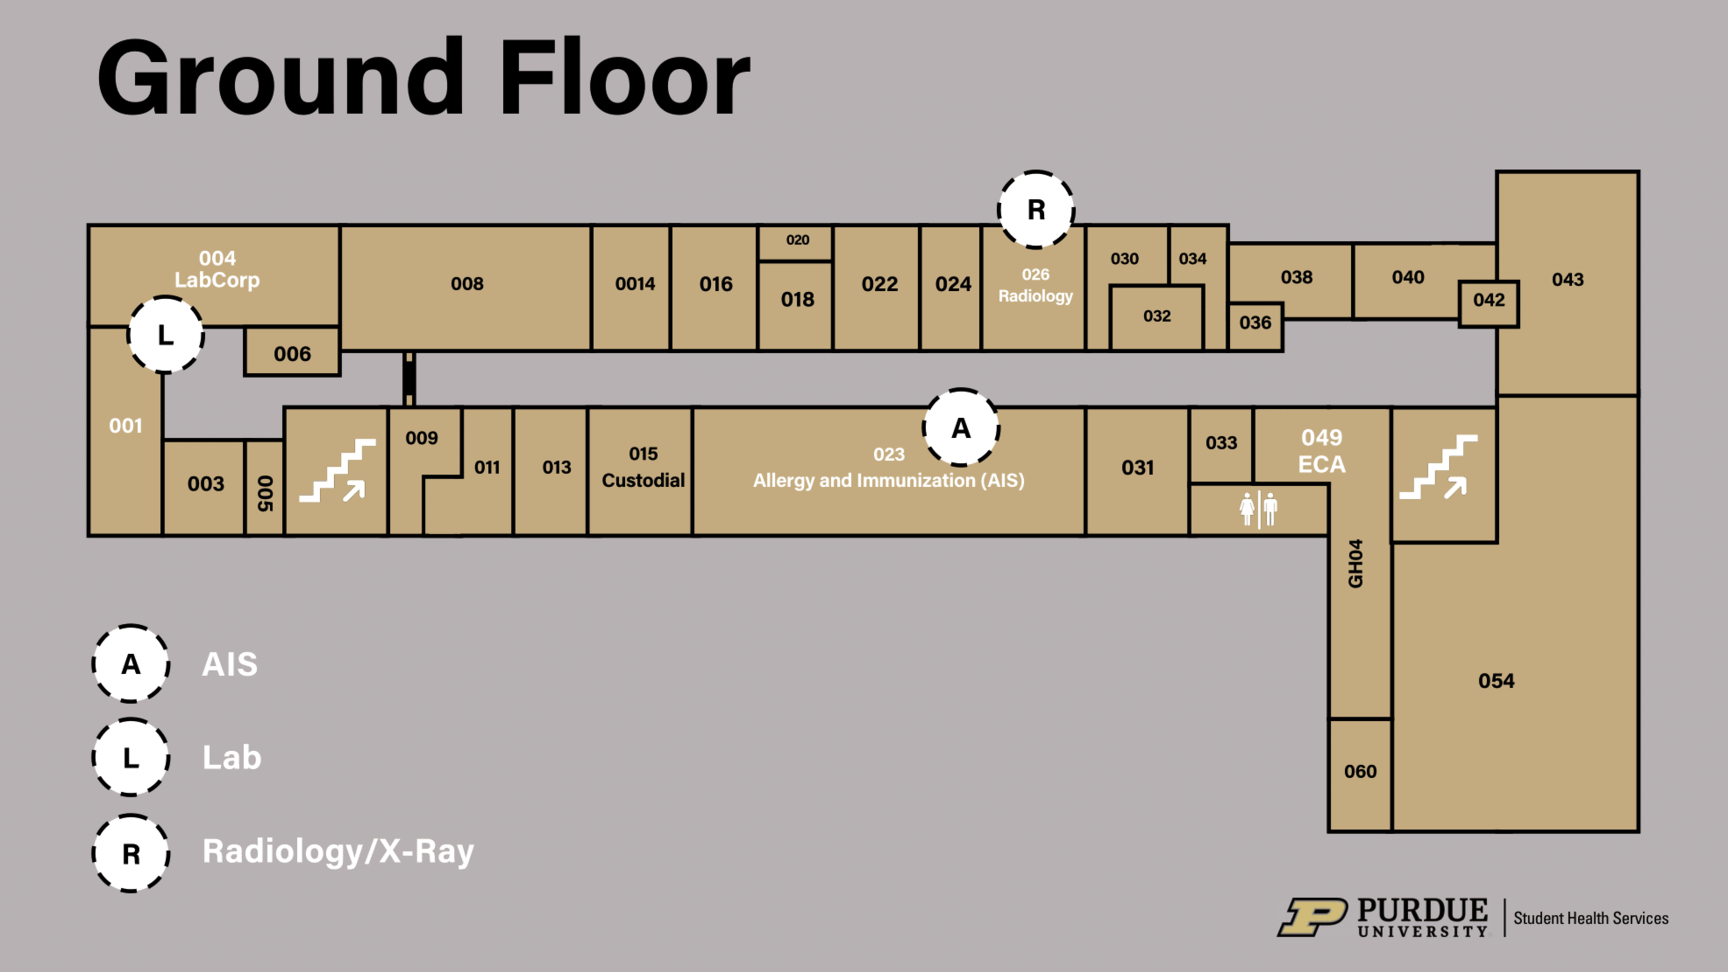 Ground Floor
R
004
LabCorp
008
0014
016
020
018
022
024
026
Radiology
030
034
032
038
036
040
042
043
L
006
001
003
005
009
011
013
015
Custodial
A
023
Allergy and Immunization (AIS)
031
033
049
ECA
GH04
054
060
A
AIS
L
Lab
R
Radiology/X-Ray
P
PURDUE
UNIVERSITY
Student Health Services